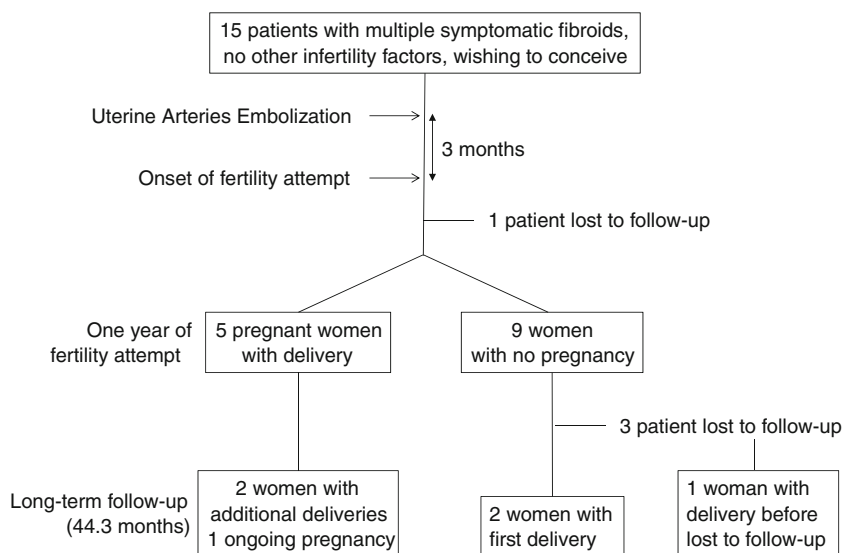 15 patients with multiple symptomatic fibroids,
no other infertility factors, wishing to conceive
Uterine Arteries Embolization
3 months
Onset of fertility attempt
1 patient lost to follow-up
One year of
fertility attempt
5 pregnant women
with delivery
9 women
with no pregnancy
3 patient lost to follow-up
Long-term follow-up
(44.3 months)
2 women with
additional deliveries
1 ongoing pregnancy
2 women with
first delivery
1 woman with
delivery before
lost to follow-up